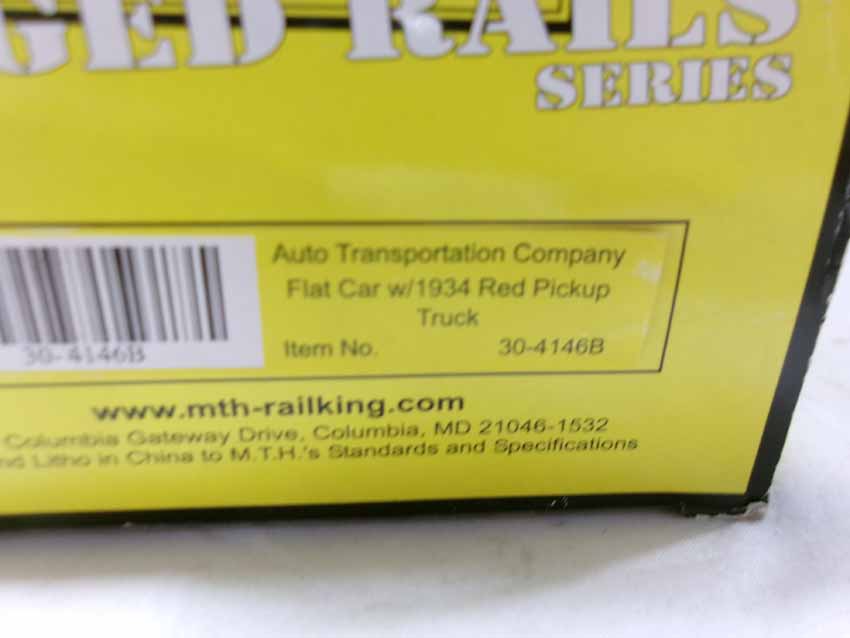 GED RAILS
SERIES
Auto Transportation Company
Flat Car w/1934 Red Pickup
Truck
Item No. 30-4146B
30-4146B
www.mth-railking.com
Columbia Gateway Drive, Columbia, MD 21046-1532
nd Litho in China to M.T.H.'s Standards and Specifications